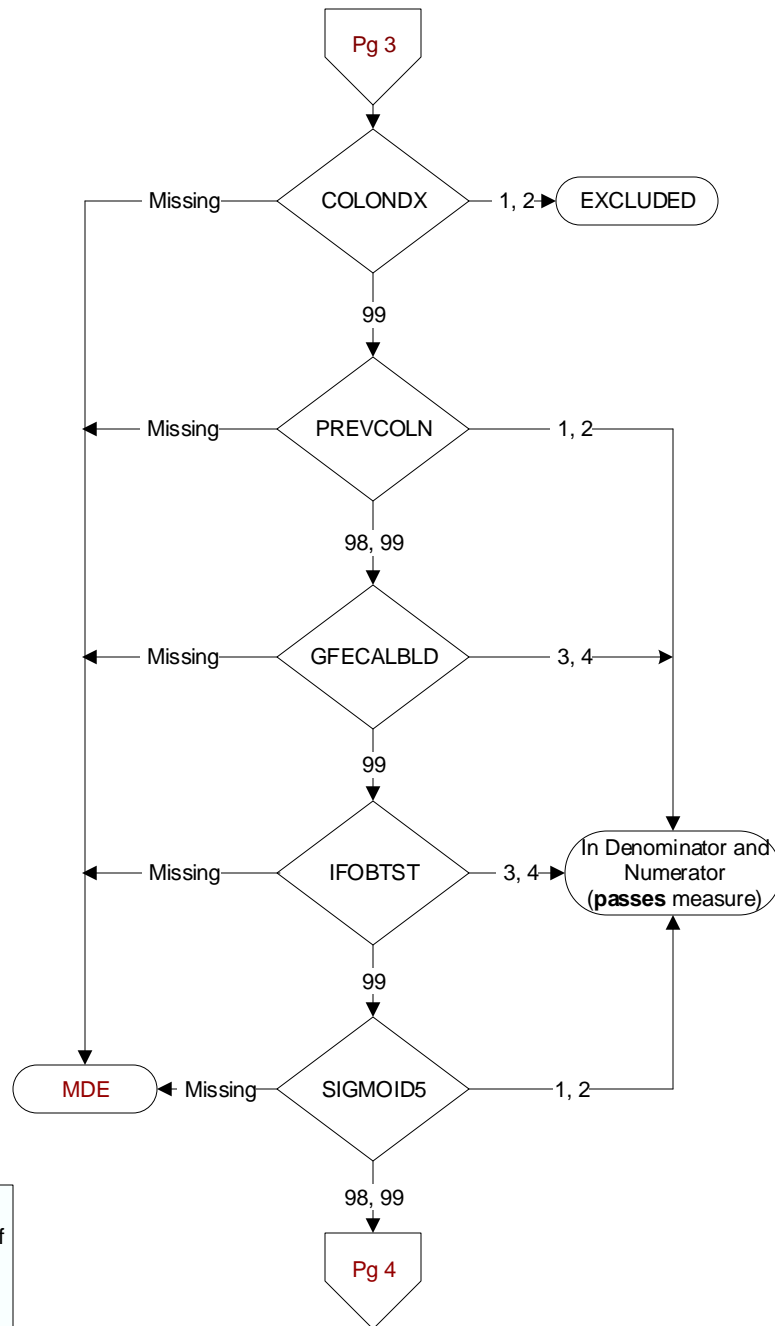 Pg 3
Missing
COLONDX
1, 2
EXCLUDED
99
Missing
PREVCOLN
1, 2
98, 99
Missing
GFECALBLD
3, 4
99
Missing
IFOBTST
3, 4
In Denominator and
Numerator
(passes measure)
99
MDE
Missing
SIGMOID5
1, 2
98, 99
f
Pg 4